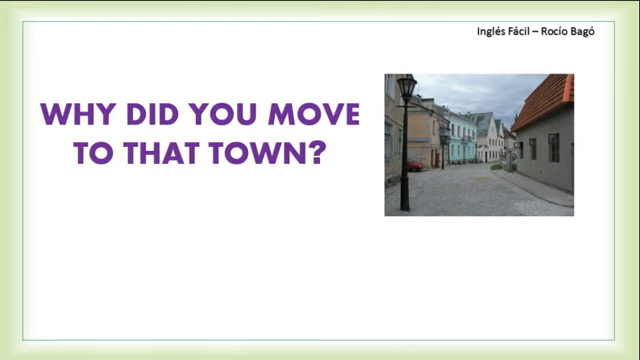 Inglés Fácil – Rocío Bagó
WHY DID YOU MOVE
TO THAT TOWN?